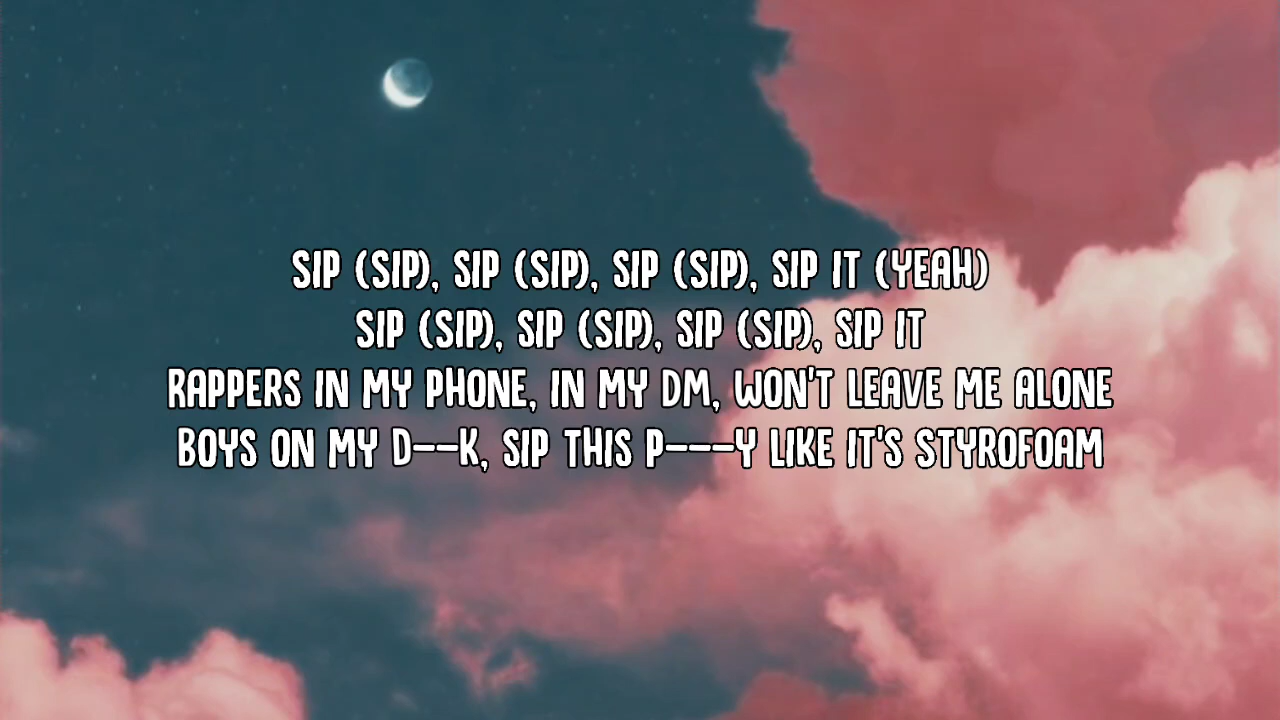 SIP (SIP), SIP (SIP), SIP (SIP), SIP IT (YEAH)
SIP (SIP), SIP (SIP), SIP (SIP), SIP IT
RAPPERS IN MY PHONE, IN MY DM, WON'T LEAVE ME ALONE
BOYS ON MY D--K, SIP THIS P---Y LIKE IT'S STYROFOAM